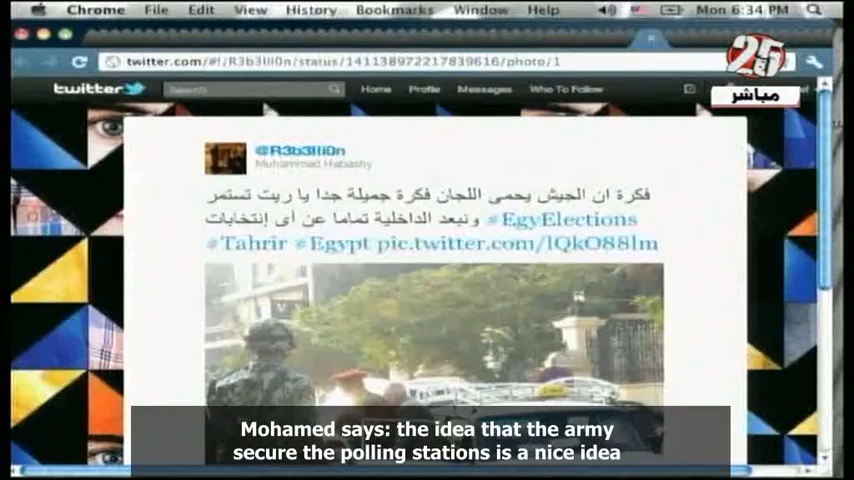 Chrome File Edit View History Bookmarks Window Help Mon 6:34 PM
twitter.com/#!/R3b3lli0n/status/141138972217839616/photo/1
25
مباشر
twitter Search Home Profile Messages Who To Follow
@R3b3lli0n
Muhammad Habashy
فكرة ان الجيش يحمى اللجان فكرة جميلة جدا يا ريت تستمر
ونبعد الداخلية تماما عن أى إنتخابات #EgyElections
#Tahrir #Egypt pic.twitter.com/lQkO88lm
Mohamed says: the idea that the army
secure the polling stations is a nice idea